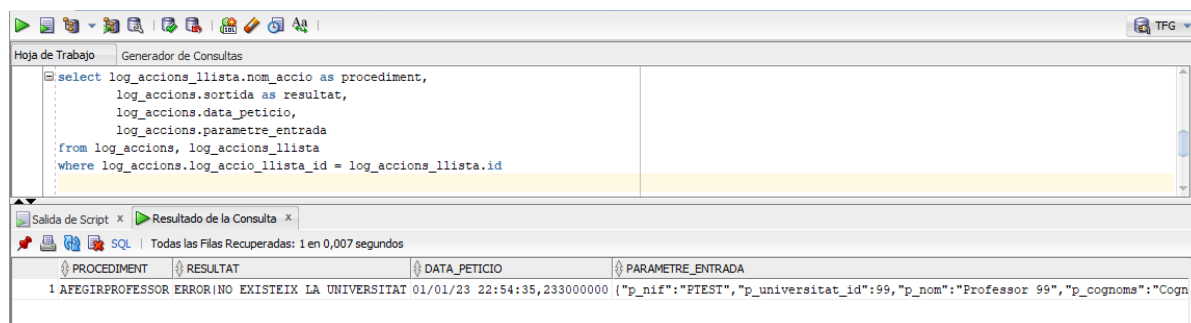 TFG
Hoja de Trabajo Generador de Consultas
select log_accions_llista.nom_accio as procediment,
log_accions.sortida as resultat,
log_accions.data_peticio,
log_accions.parametre_entrada
from log_accions, log_accions_llista
where log_accions.log_accio_llista_id = log_accions_llista.id
Salida de Script x Resultado de la Consulta x
SQL | Todas las Filas Recuperadas: 1 en 0,007 segundos
PROCEDIMENT RESULTAT DATA_PETICIO PARAMETRE_ENTRADA
1 AFEGIRPROFESSOR ERROR|NO EXISTEIX LA UNIVERSITAT 01/01/23 22:54:35,233000000 {"p_nif":"PTEST","p_universitat_id":99,"p_nom":"Professor 99","p_cognoms":"Cogn